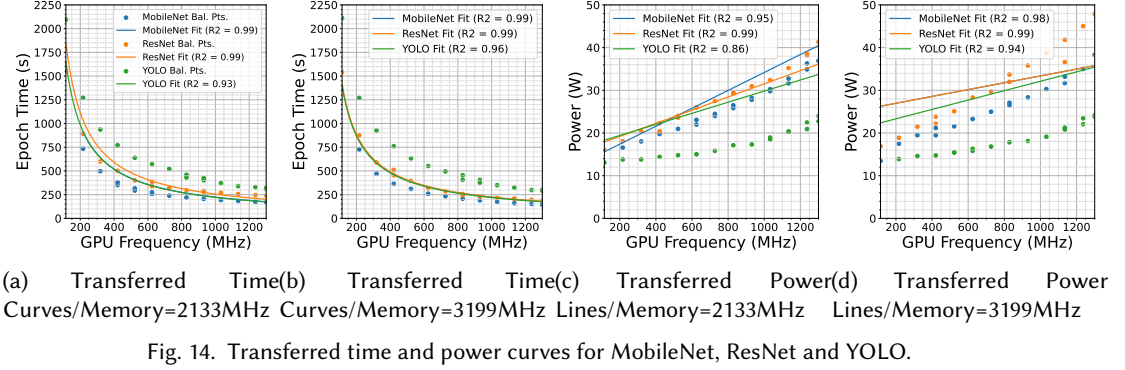 2250
2000
1750
1500
1250
1000
750
500
250
0
Epoch Time (s)
200 400 600 800 1000 1200
GPU Frequency (MHz)
MobileNet Bal. Pts.
MobileNet Fit (R2 = 0.99)
ResNet Bal. Pts.
ResNet Fit (R2 = 0.99)
YOLO Bal. Pts.
YOLO Fit (R2 = 0.93)
2250
2000
1750
1500
1250
1000
750
500
250
0
Epoch Time (s)
200 400 600 800 1000 1200
GPU Frequency (MHz)
MobileNet Fit (R2 = 0.99)
ResNet Fit (R2 = 0.99)
YOLO Fit (R2 = 0.96)
50
40
30
20
10
0
Power (W)
200 400 600 800 1000 1200
GPU Frequency (MHz)
MobileNet Fit (R2 = 0.95)
ResNet Fit (R2 = 0.99)
YOLO Fit (R2 = 0.86)
50
40
30
20
10
0
Power (W)
200 400 600 800 1000 1200
GPU Frequency (MHz)
MobileNet Fit (R2 = 0.98)
ResNet Fit (R2 = 0.99)
YOLO Fit (R2 = 0.94)
(a) Transferred Time
Curves/Memory=2133MHz
(b) Transferred Time
Curves/Memory=3199MHz
(c) Transferred Power
Lines/Memory=2133MHz
(d) Transferred Power
Lines/Memory=3199MHz
Fig. 14. Transferred time and power curves for MobileNet, ResNet and YOLO.